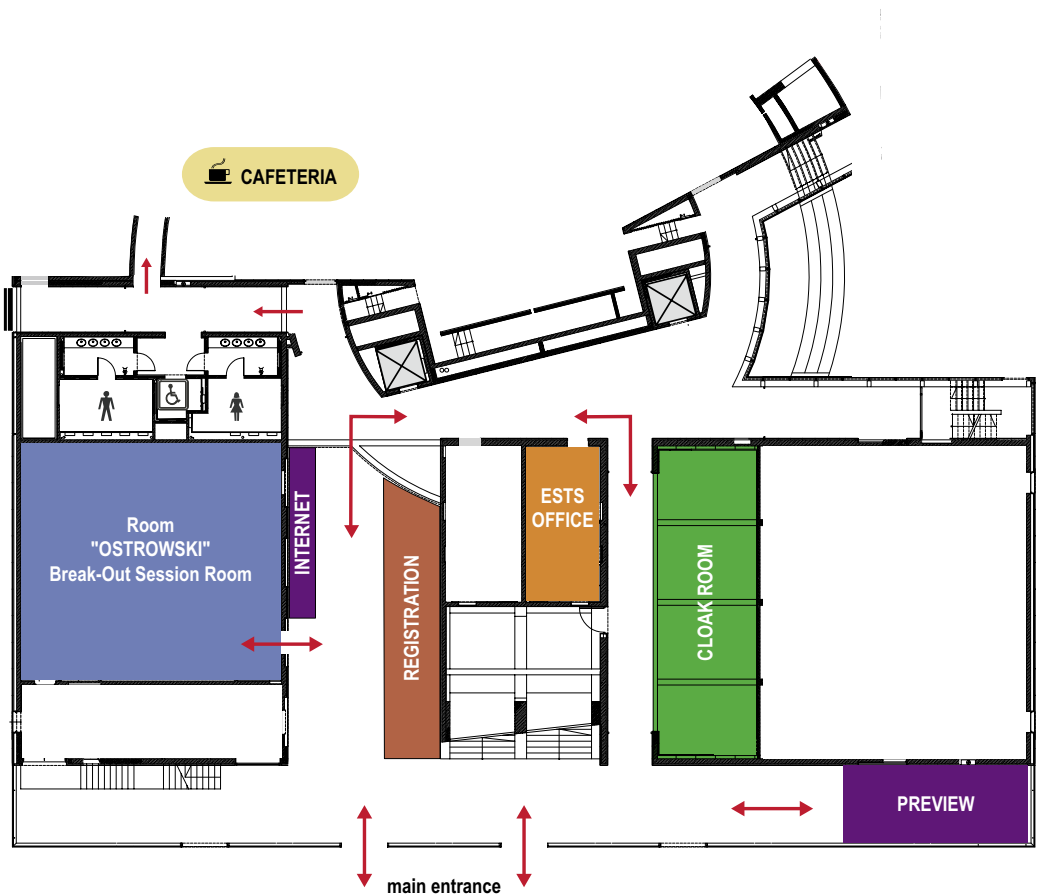 CAFETERIA
ESTS
OFFICE
Room
"OSTROWSKI"
Break-Out Session Room
INTERNET
REGISTRATION
CLOAK ROOM
PREVIEW
main entrance